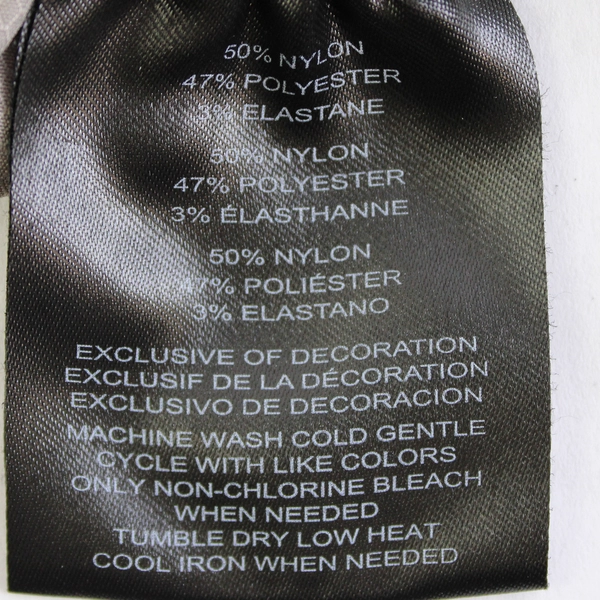 50% NYLON
47% POLYESTER
3% ELASTANE
50% NYLON
47% POLYESTER
3% ÉLASTHANNE
50% NYLON
47% POLIÉSTER
3% ELASTANO
EXCLUSIVE OF DECORATION
EXCLUSIF DE LA DÉCORATION
EXCLUSIVO DE DECORACION
MACHINE WASH COLD GENTLE
CYCLE WITH LIKE COLORS
ONLY NON-CHLORINE BLEACH
WHEN NEEDED
TUMBLE DRY LOW HEAT
COOL IRON WHEN NEEDED